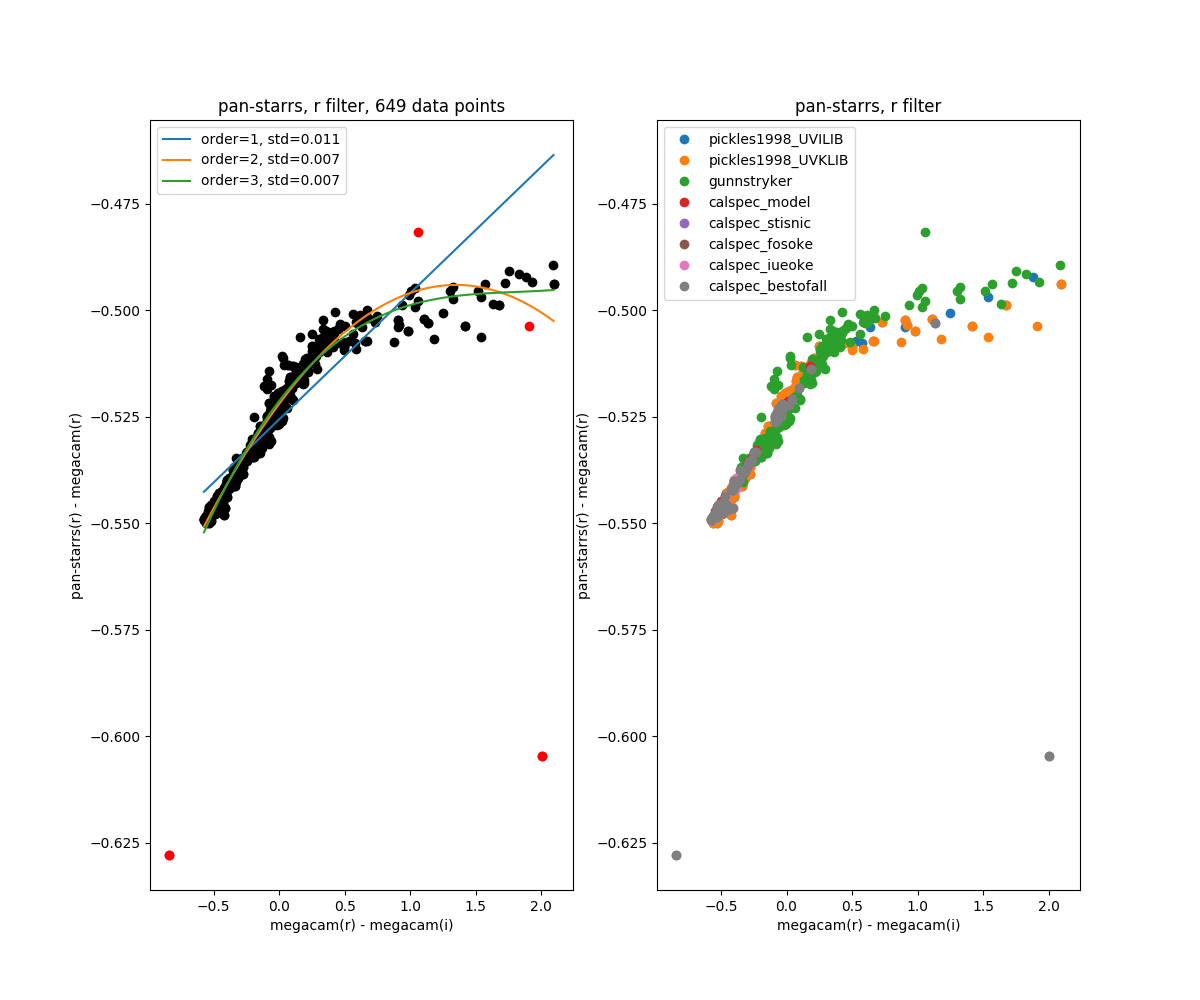 pan-starrs, r filter, 649 data points
order=1, std=0.011
order=2, std=0.007
order=3, std=0.007
−0.475
−0.500
−0.525
−0.550
−0.575
−0.600
−0.625
pan-starrs(r) - megacam(r)
−0.5
0.0
0.5
1.0
1.5
2.0
megacam(r) - megacam(i)
pan-starrs, r filter
pickles1998_UVILIB
pickles1998_UVKLIB
gunnstryker
calspec_model
calspec_stisnic
calspec_fosoke
calspec_iueoke
calspec_bestofall
−0.475
−0.500
−0.525
−0.550
−0.575
−0.600
−0.625
pan-starrs(r) - megacam(r)
−0.5
0.0
0.5
1.0
1.5
2.0
megacam(r) - megacam(i)